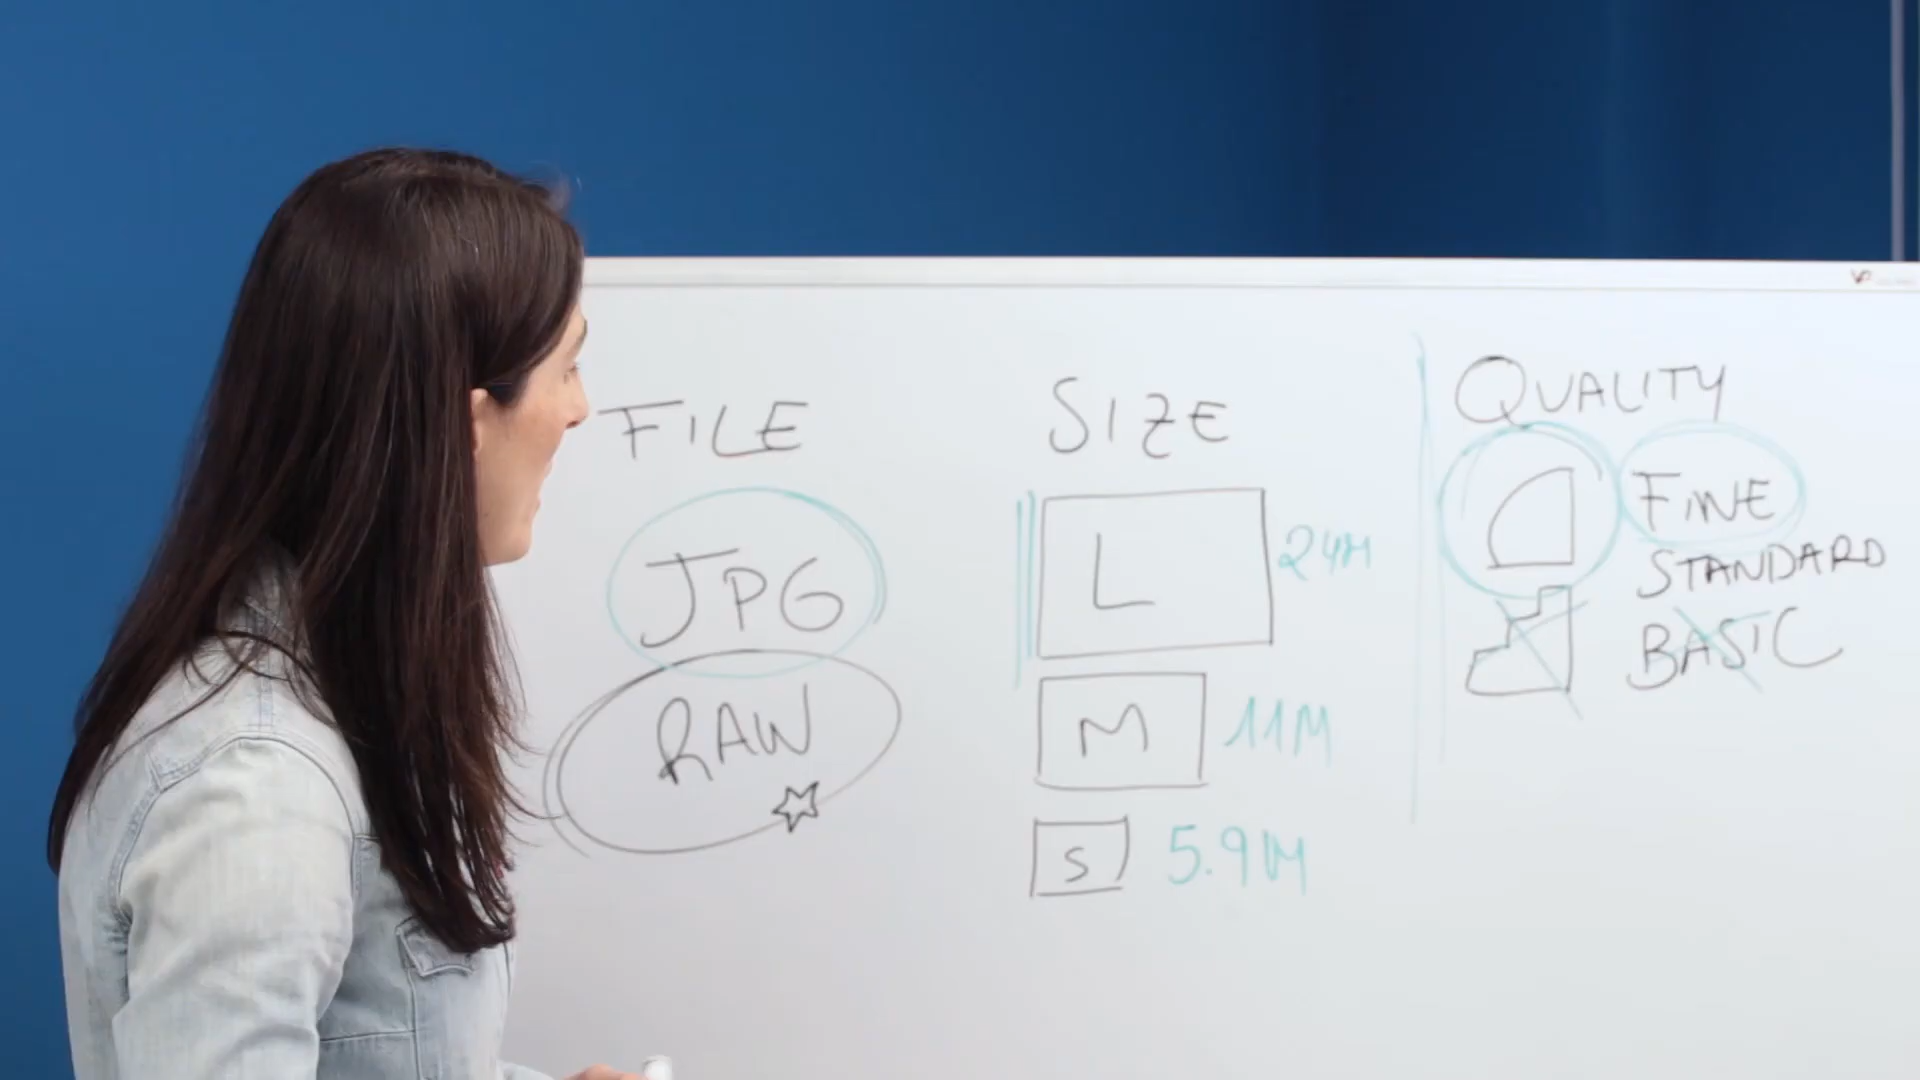 FILE
JPG
RAW
SIZE
L 24M
M 11M
S 5.9M
QUALITY
FINE
STANDARD
BASIC